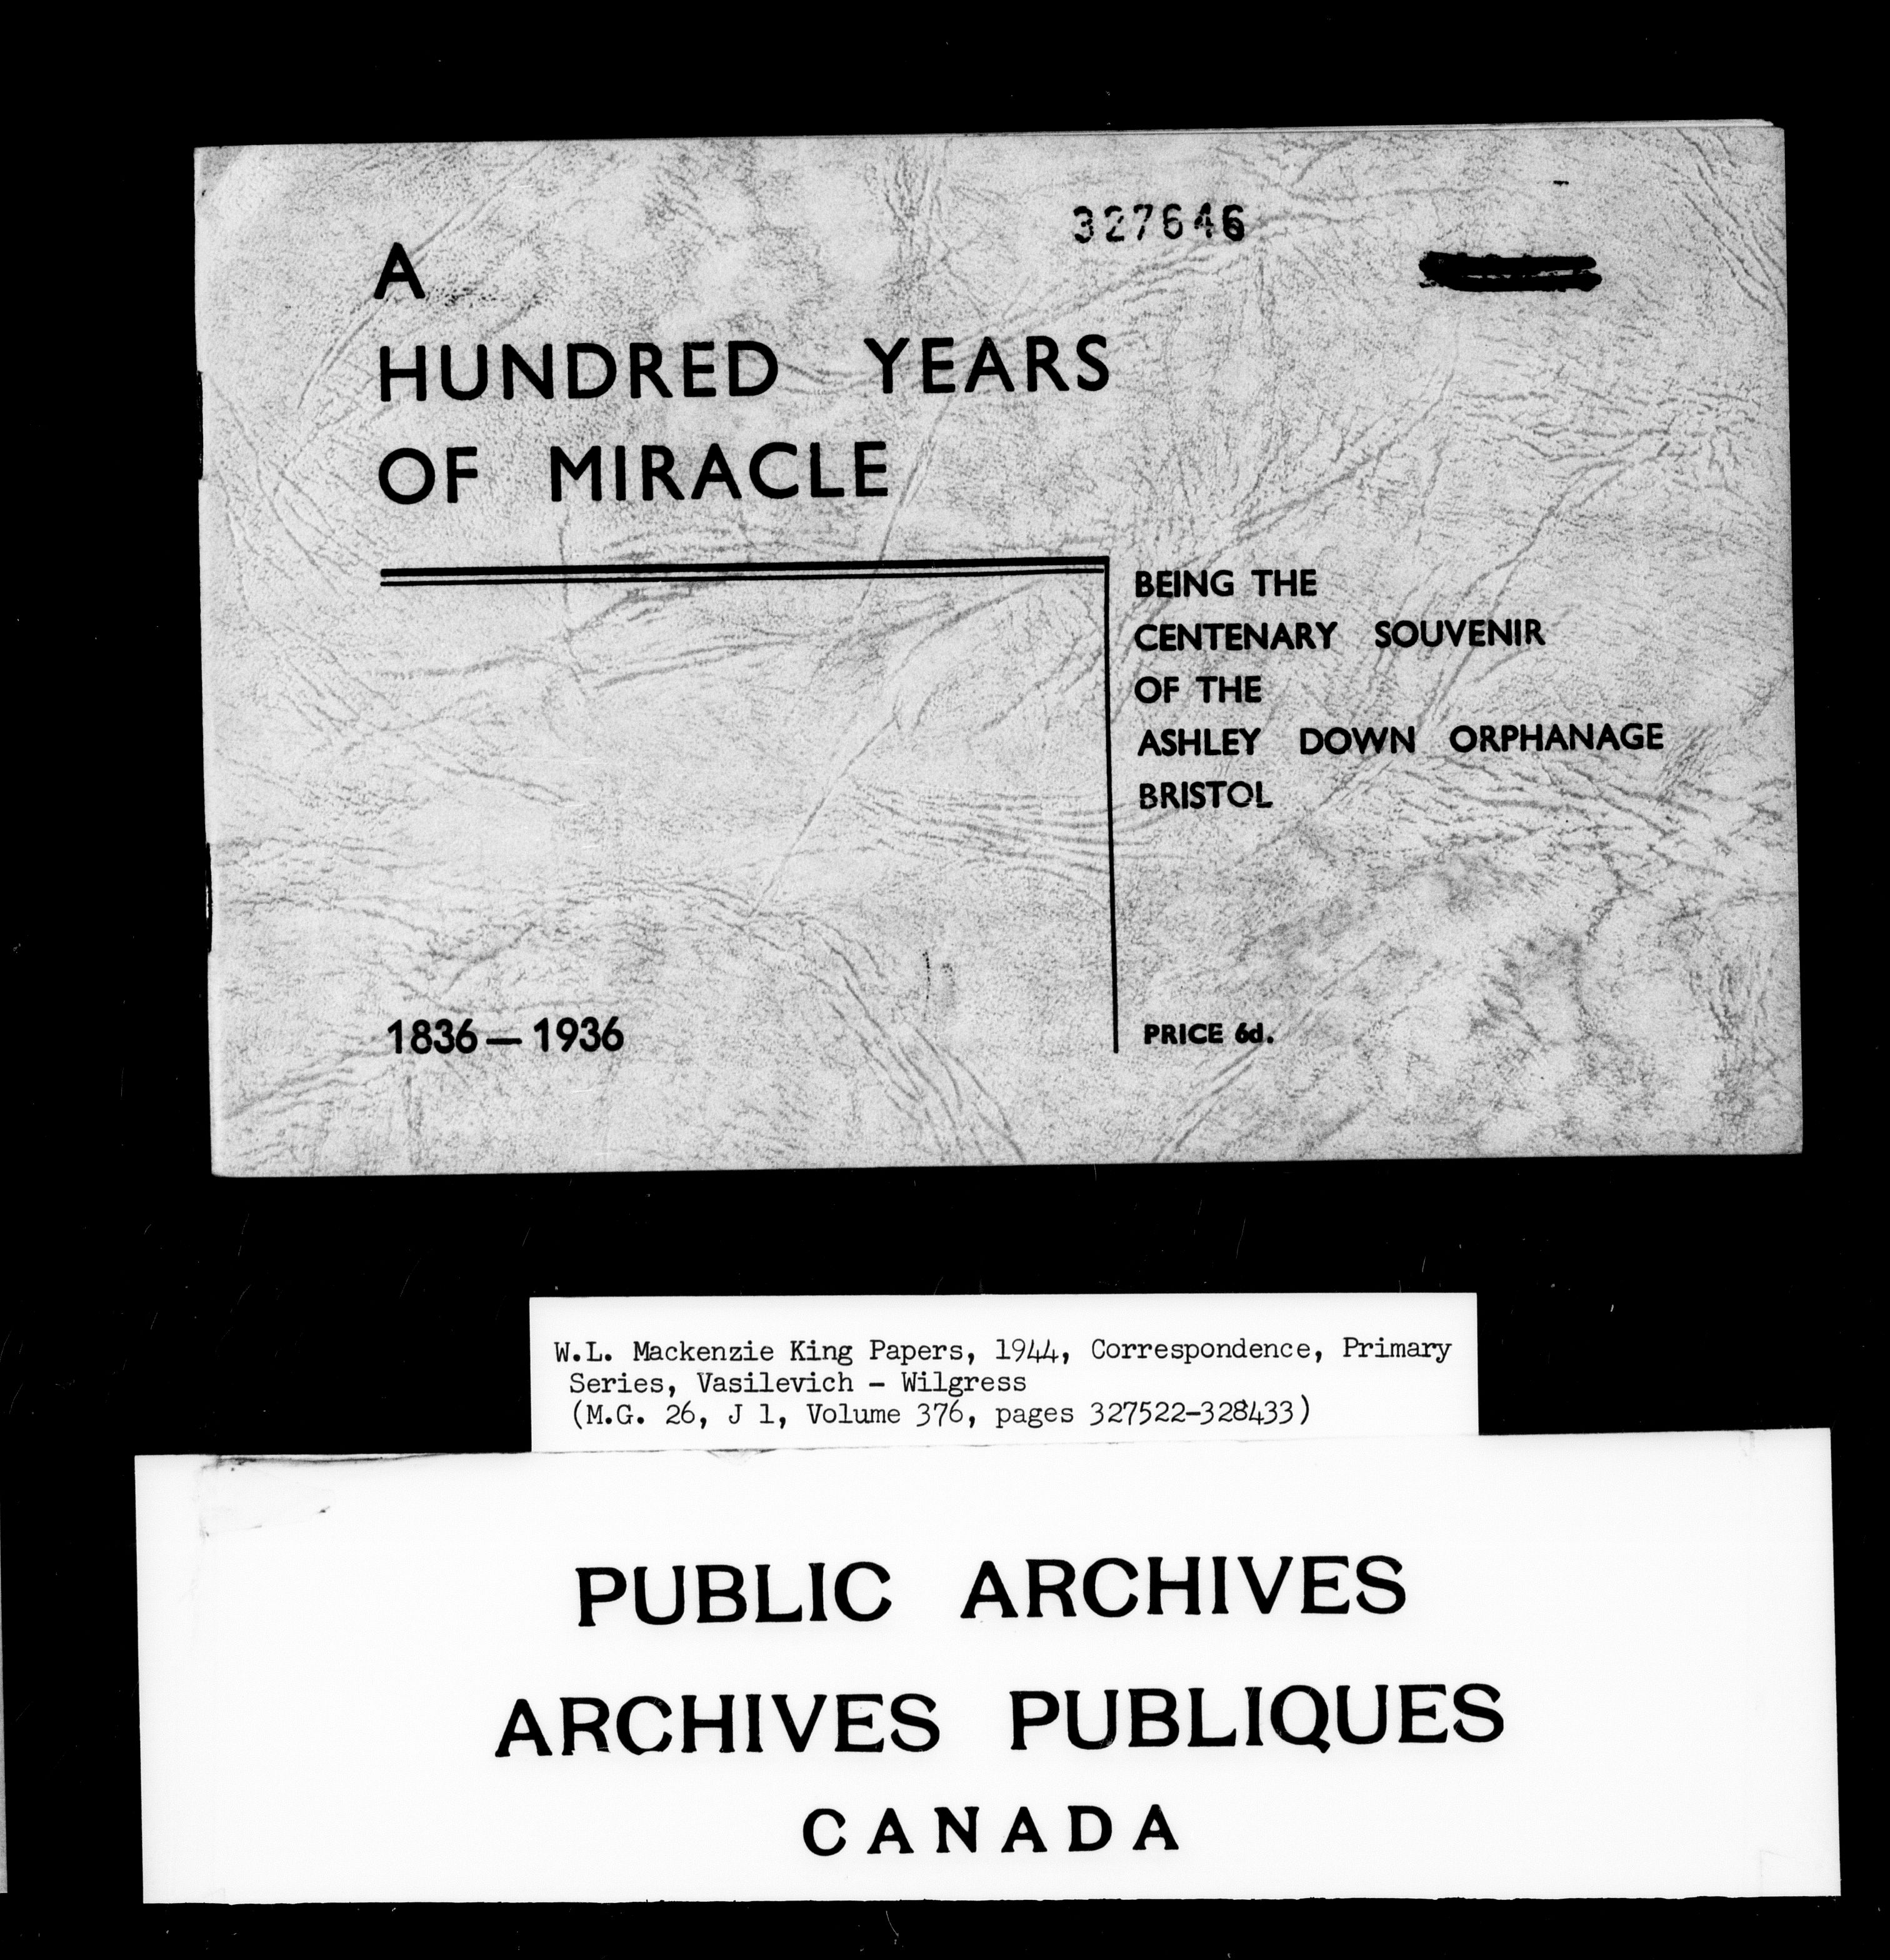 327646
A
HUNDRED YEARS
OF MIRACLE
BEING THE
CENTENARY SOUVENIR
OF THE
ASHLEY DOWN ORPHANAGE
BRISTOL
1836 — 1936
PRICE 6d.
W.L. Mackenzie King Papers, 1944, Correspondence, Primary
Series, Vasilevich - Wilgress
(M.G. 26, J 1, Volume 376, pages 327522-328433)
PUBLIC ARCHIVES
ARCHIVES PUBLIQUES
CANADA